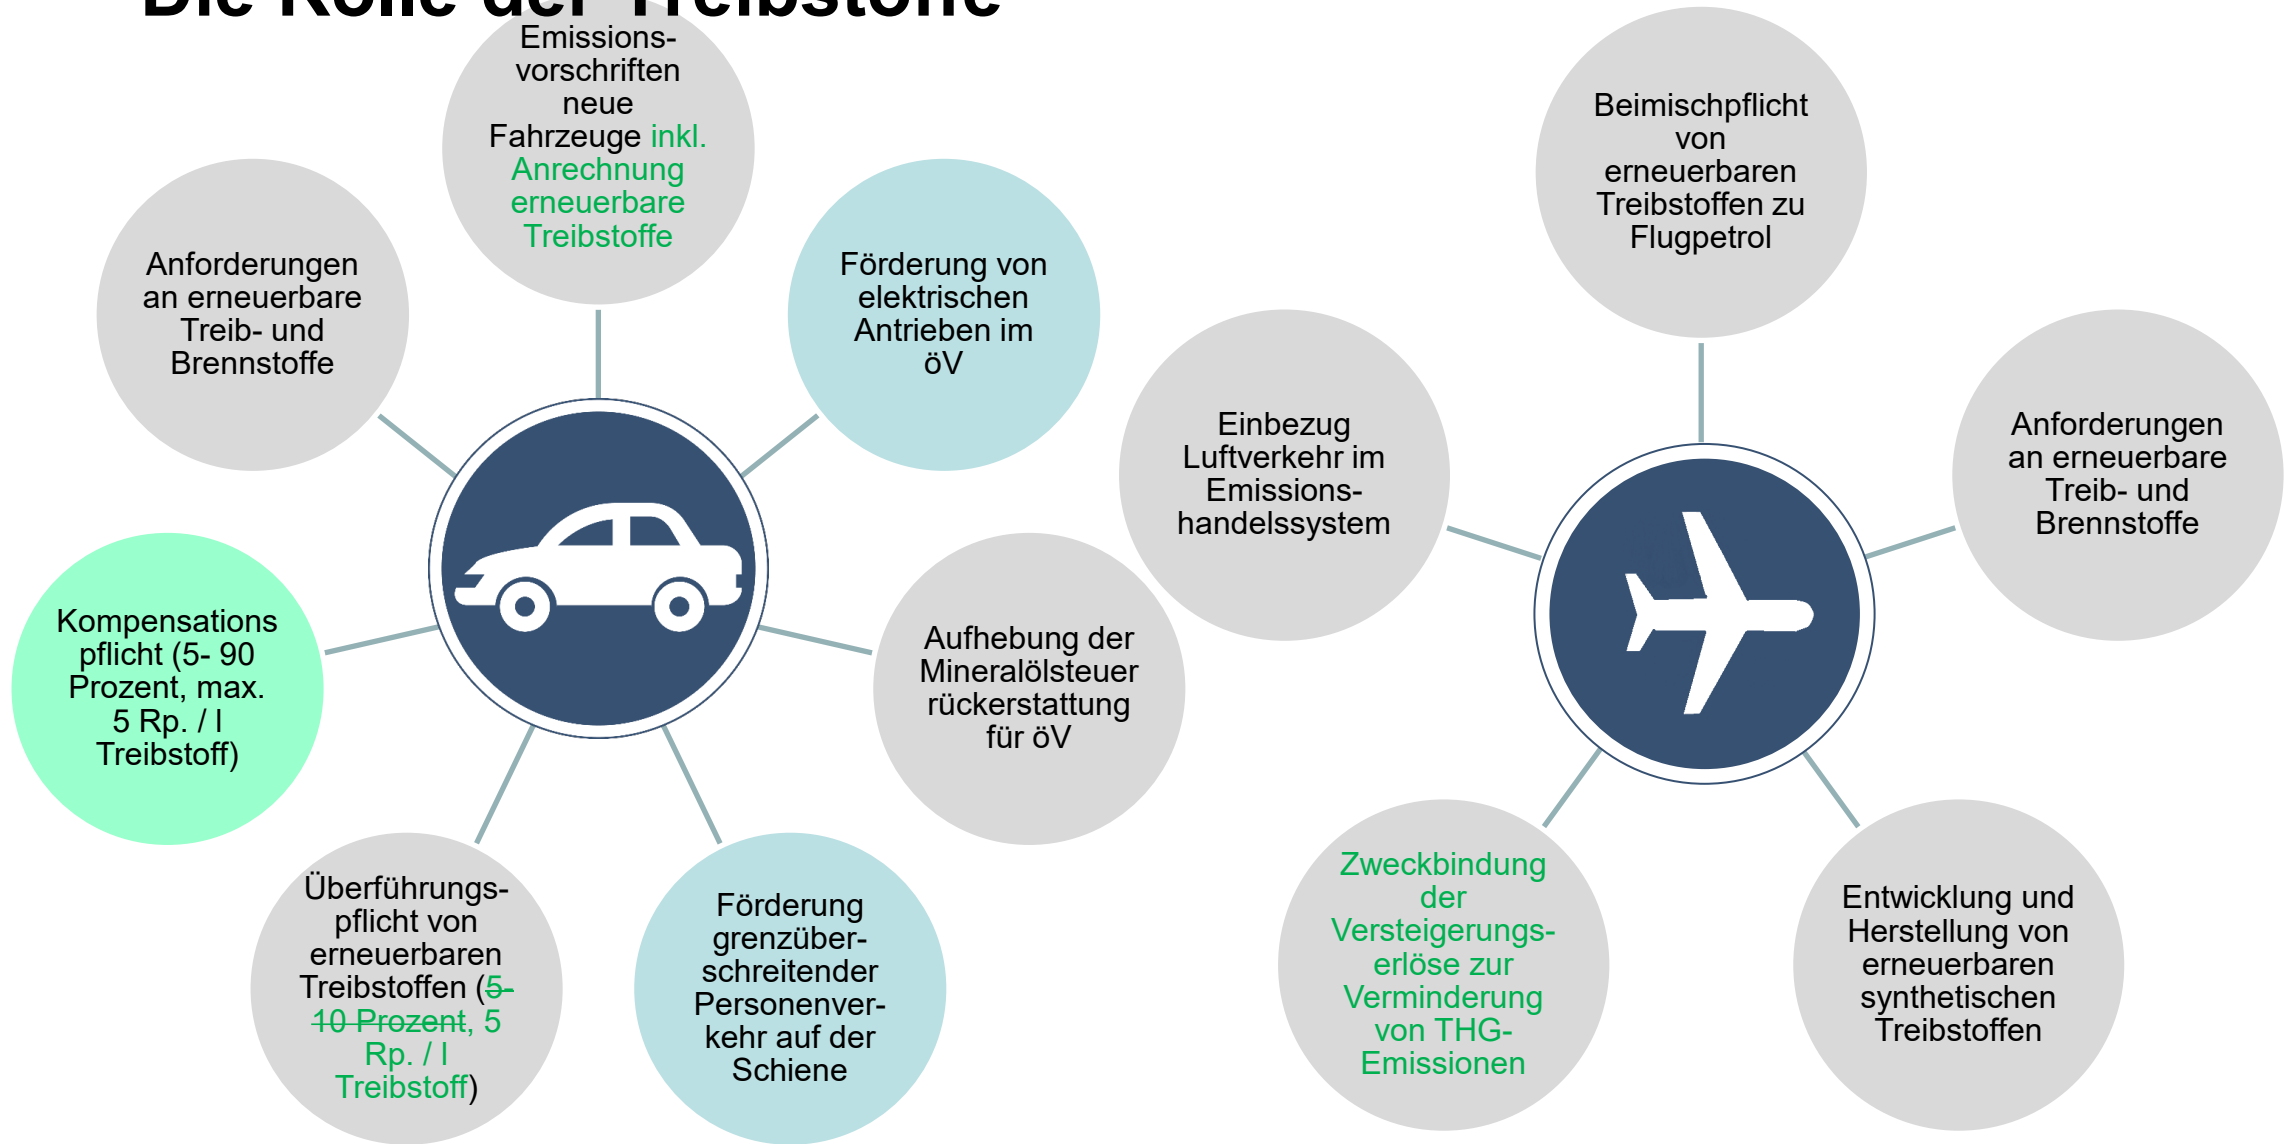 Die Rolle der Treibstoffe
Emissions-
vorschriften
neue
Fahrzeuge inkl.
Anrechnung
erneuerbare
Treibstoffe
Förderung von
elektrischen
Antrieben im
öV
Aufhebung der
Mineralölsteuer
rückerstattung
für öV
Förderung
grenzüber-
schreitender
Personenver-
kehr auf der
Schiene
Überführungs-
pflicht von
erneuerbaren
Treibstoffen (5-
10 Prozent, 5
Rp. / l
Treibstoff)
Kompensations
pflicht (5- 90
Prozent, max.
5 Rp. / l
Treibstoff)
Anforderungen
an erneuerbare
Treib- und
Brennstoffe
Beimischpflicht
von
erneuerbaren
Treibstoffen zu
Flugpetrol
Anforderungen
an erneuerbare
Treib- und
Brennstoffe
Entwicklung und
Herstellung von
erneuerbaren
synthetischen
Treibstoffen
Zweckbindung
der
Versteigerungs-
erlöse zur
Verminderung
von THG-
Emissionen
Einbezug
Luftverkehr im
Emissions-
handelssystem